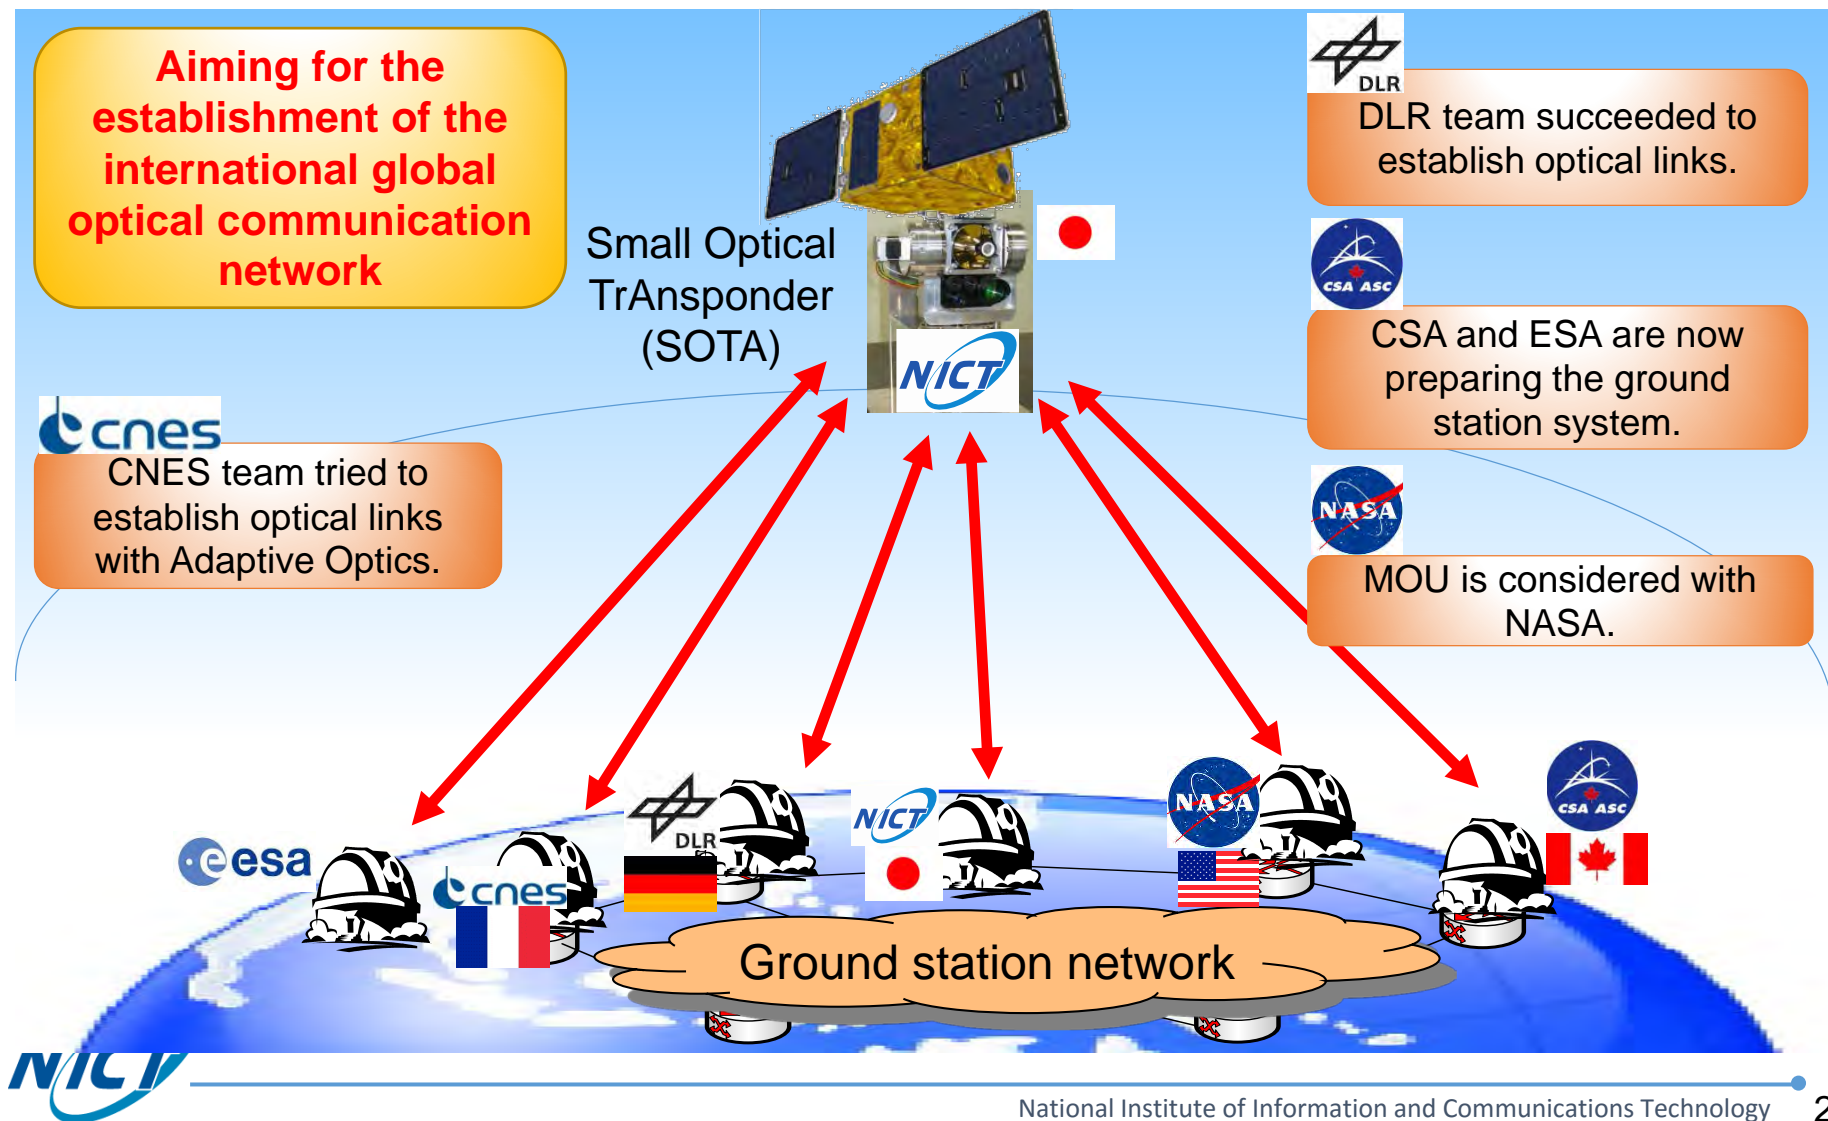 Aiming for the
establishment of the
international global
optical communication
network
Small Optical
TrAnsponder
(SOTA)
NICT
DLR
DLR team succeeded to
establish optical links.
CSA ASC
CSA and ESA are now
preparing the ground
station system.
NASA
MOU is considered with
NASA.
cnes
CNES team tried to
establish optical links
with Adaptive Optics.
esa
cnes
DLR
NICT
NASA
CSA ASC
Ground station network
NICT
National Institute of Information and Communications Technology
2